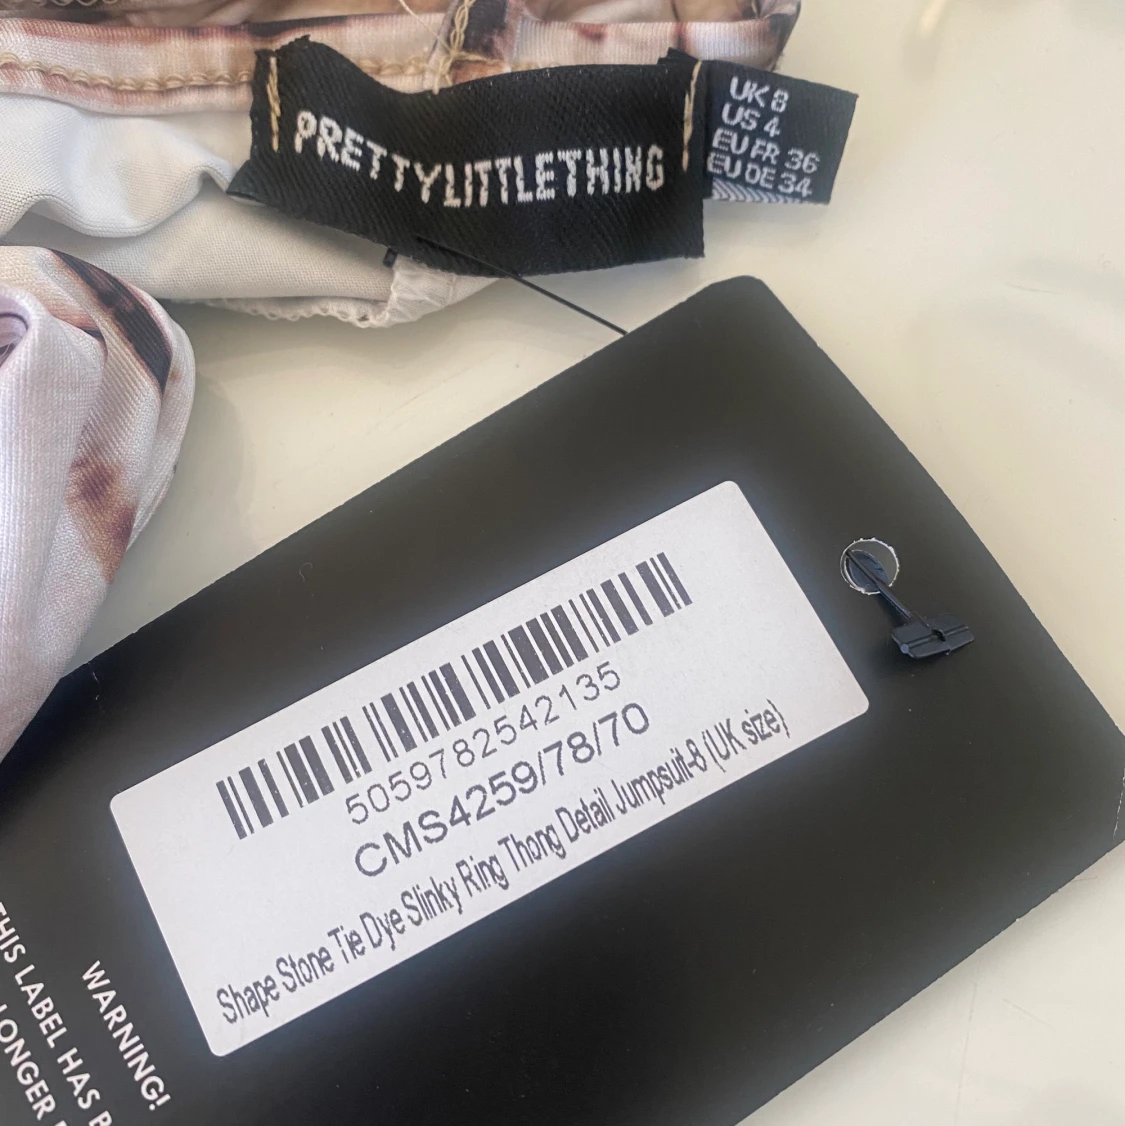 PRETTYLITTLETHING
UK 8
US 4
EU FR 36
EU DE 34
5059782542135
CMS4259/78/70
Shape Stone Tie Dye Slinky Ring Thong Detail Jumpsuit-8 (UK size)
WARNING!
THIS LABEL HAS
LONGER